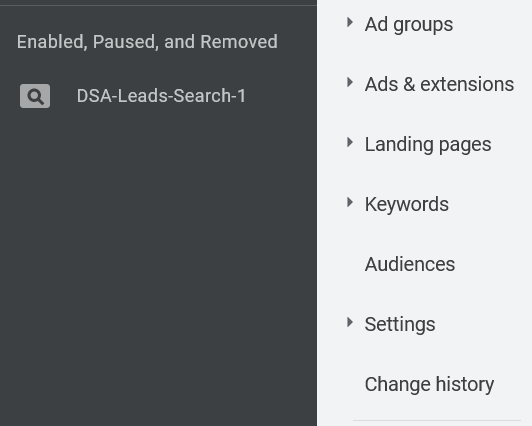 Enabled, Paused, and Removed
DSA-Leads-Search-1
Ad groups
Ads & extensions
Landing pages
Keywords
Audiences
Settings
Change history